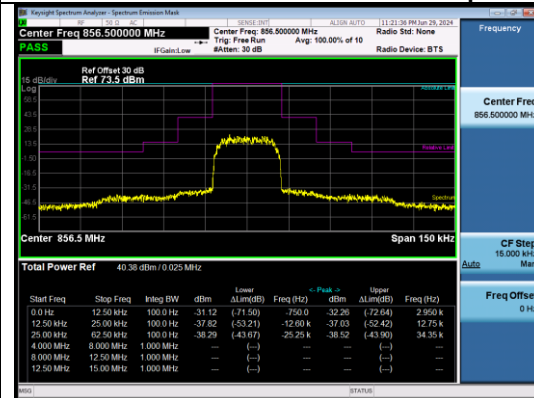 Keysight Spectrum Analyzer - Spectrum Emission Mask
RF 50 Ω AC SENSE:INT ALIGN AUTO 11:21:36 PM Jun 29, 2024
Center Freq 856.500000 MHz Center Freq: 856.500000 MHz Radio Std: None
Trig: Free Run Avg: 100.00% of 10
PASS IFGain:Low #Atten: 30 dB Radio Device: BTS
Frequency
Ref Offset 30 dB
15 dB/div Ref 73.5 dBm
Log
Absolute Limit
58.5
43.5
28.5
13.5
Relative Limit
-1.50
-16.5
-31.5
Spectrum
-46.5
-61.5
Center 856.5 MHz Span 150 kHz
Center Freq
856.500000 MHz
CF Step
15.000 kHz
Auto Man
Freq Offset
0 Hz
Total Power Ref 40.38 dBm / 0.025 MHz
Lower <- Peak -> Upper
Start Freq Stop Freq Integ BW dBm ΔLim(dB) Freq (Hz) dBm ΔLim(dB) Freq (Hz)
0.0 Hz 12.50 kHz 100.0 Hz -31.12 (-71.50) -750.0 -32.26 (-72.64) 2.950 k
12.50 kHz 25.00 kHz 100.0 Hz -37.82 (-53.21) -12.60 k -37.03 (-52.42) 12.75 k
25.00 kHz 62.50 kHz 100.0 Hz -38.29 (-43.67) -25.25 k -38.52 (-43.90) 34.35 k
4.000 MHz 8.000 MHz 1.000 MHz --- (---) --- --- (---) ---
8.000 MHz 12.50 MHz 1.000 MHz --- (---) --- --- (---) ---
12.50 MHz 15.00 MHz 1.000 MHz --- (---) --- --- (---) ---
MSG STATUS